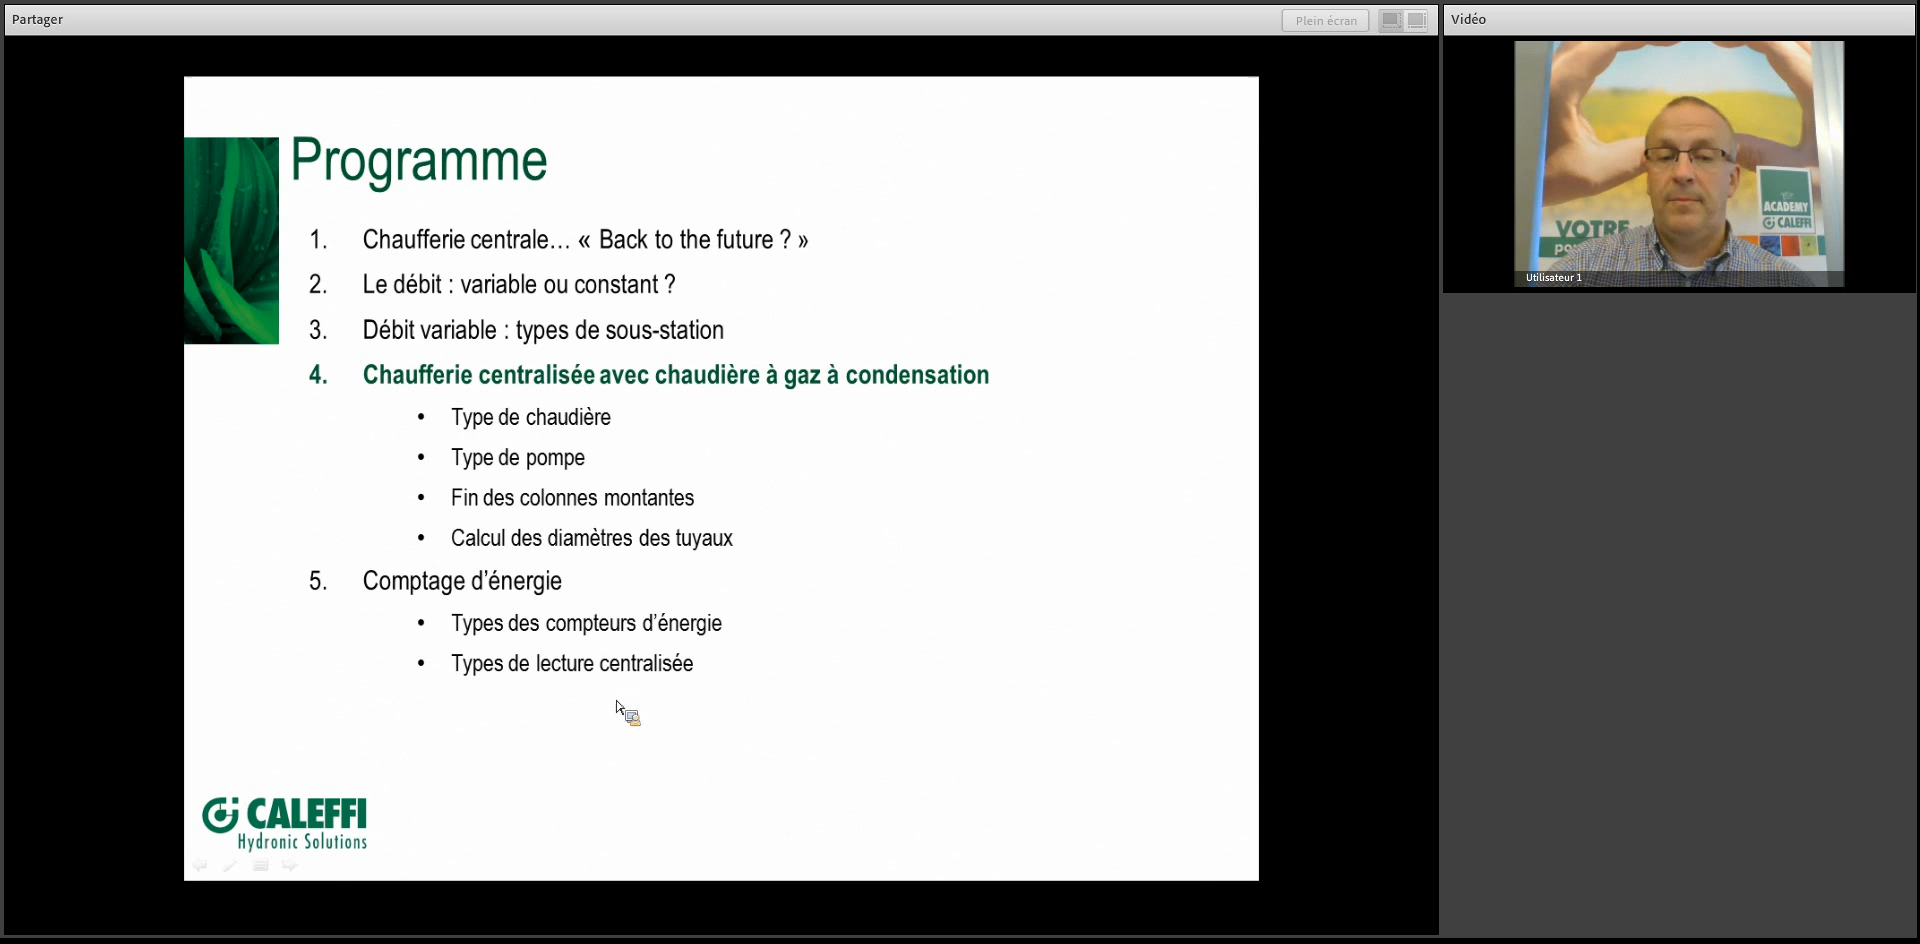 Partager
Plein écran
Vidéo
Programme
1. Chaufferie centrale… « Back to the future ? »
2. Le débit : variable ou constant ?
3. Débit variable : types de sous-station
4. Chaufferie centralisée avec chaudière à gaz à condensation
• Type de chaudière
• Type de pompe
• Fin des colonnes montantes
• Calcul des diamètres des tuyaux
5. Comptage d’énergie
• Types des compteurs d’énergie
• Types de lecture centralisée
CALEFFI
Hydronic Solutions
ACADEMY
CALEFFI
VOTRE
Utilisateur 1